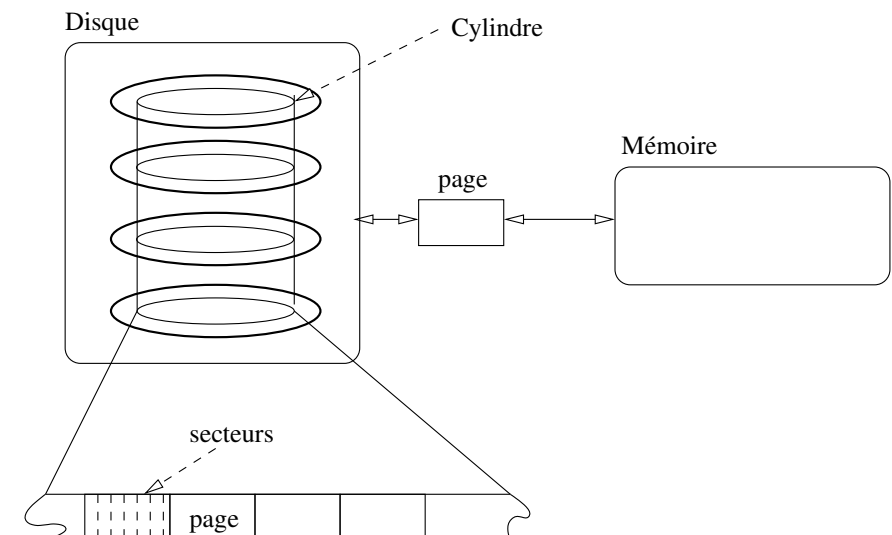 Disque
Cylindre
Mémoire
page
secteurs
page